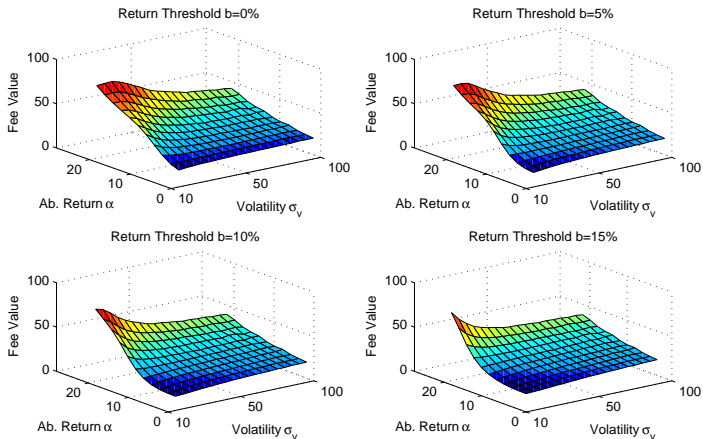 Return Threshold b=0%
100
50
0
Fee Value
20
10
0
Ab. Return α
10
50
100
Volatility σv
Return Threshold b=5%
100
50
0
Fee Value
20
10
0
Ab. Return α
10
50
100
Volatility σv
Return Threshold b=10%
100
50
0
Fee Value
20
10
0
Ab. Return α
10
50
100
Volatility σv
Return Threshold b=15%
100
50
0
Fee Value
20
10
0
Ab. Return α
10
50
100
Volatility σv